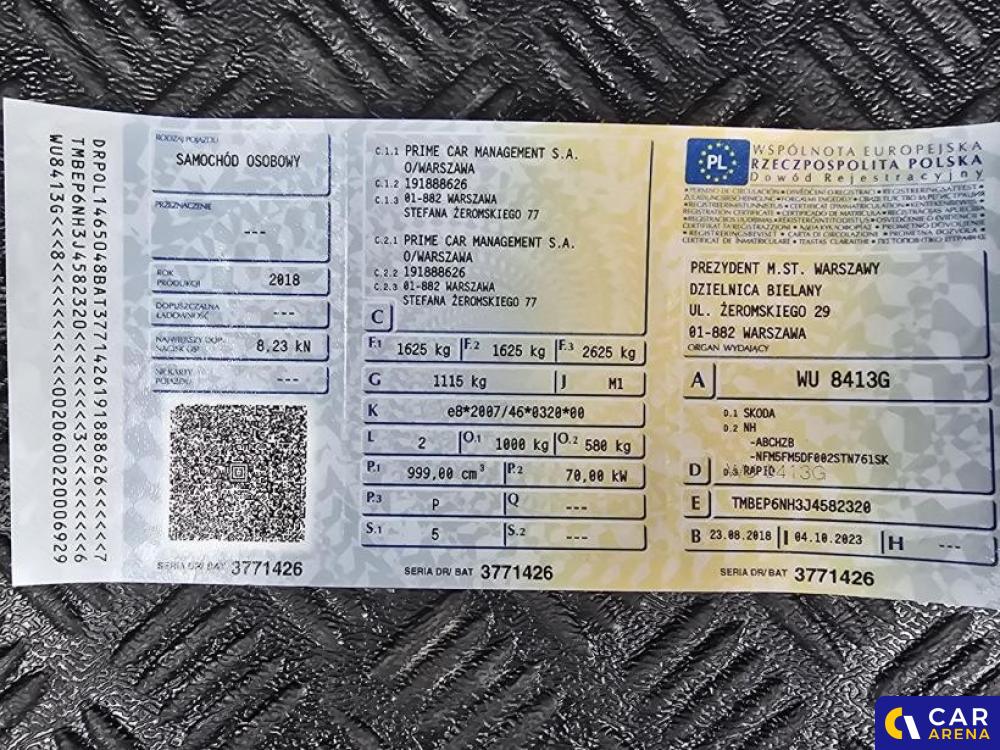 DRPOL1465048BAT3771426191888626<<<<<<7
TMBEP6NH3J4582320<<<<<<<<<3<<<<<<<<<<6
RODZAJ POJAZDU
SAMOCHÓD OSOBOWY
PRZEZNACZENIE
---
ROK PRODUKCJI
2018
DOPUSZCZALNA ŁADOWNOŚĆ
---
NAJWIĘKSZY DOP. NACISK OSI
8,23 kN
NR KARTY POJAZDU
---
SERIA DR/BAT 3771426
C.1.1 PRIME CAR MANAGEMENT S.A.
O/WARSZAWA
C.1.2 191888626
C.1.3 01-882 WARSZAWA
STEFANA ŻEROMSKIEGO 77
C.2.1 PRIME CAR MANAGEMENT S.A.
O/WARSZAWA
C.2.2 191888626
C.2.3 01-882 WARSZAWA
STEFANA ŻEROMSKIEGO 77
C
F.1 1625 kg F.2 1625 kg F.3 2625 kg
G 1115 kg J M1
K e8*2007/46*0320*00
L 2 O.1 1000 kg O.2 580 kg
P.1 999,00 cm³ P.2 70,00 kW
P.3 P Q ---
S.1 5 S.2 ---
SERIA DR/BAT 3771426
PL
WSPÓLNOTA EUROPEJSKA
RZECZPOSPOLITA POLSKA
Dowód Rejestracyjny
PREZYDENT M.ST. WARSZAWY
DZIELNICA BIELANY
UL. ŻEROMSKIEGO 29
01-882 WARSZAWA
ORGAN WYDAJĄCY
A WU 8413G
D.1 SKODA
D.2 NH
-ABCHZB
-NFM5FM5DF002STN761SK
D D.3 RAPID
E TMBEP6NH3J4582320
B 23.08.2018 I 04.10.2023 H ---
SERIA DR/BAT 3771426
CAR
ARENA